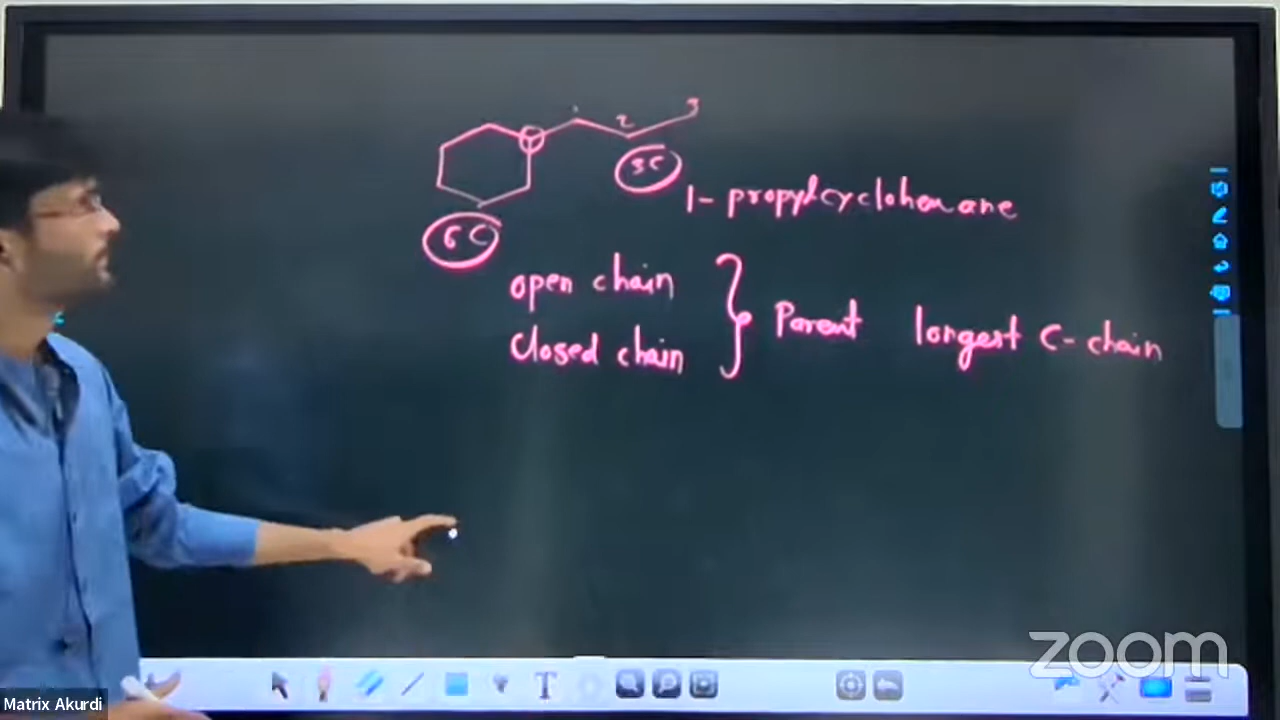 1 2 3
3C
1- propylcyclohexane
6C
open chain
closed chain
Parent longest C-chain
T
zoom
Matrix Akurdi